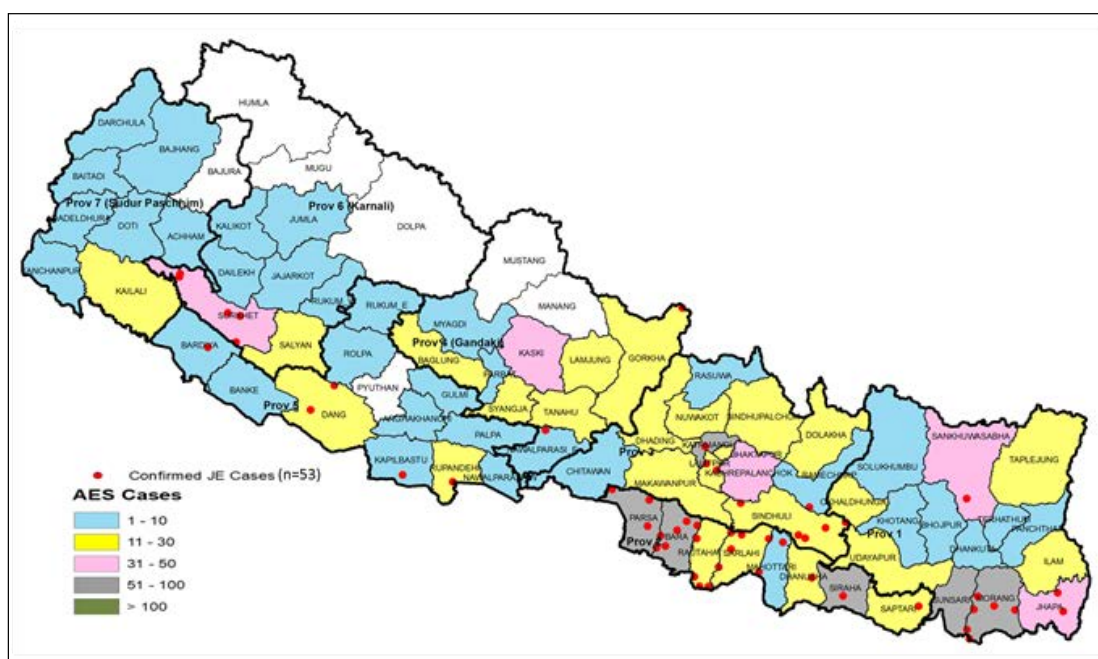 HUMLA
DARCHULA
BAJHANG
BAJURA
MUGU
BAITADI
Prov 7 (Sudur Paschhim)
Prov 6 (Karnali)
JUMLA
DOLPA
ADELDHURA
DOTI
ACHHAM
KALIKOT
MUSTANG
ANCHANPUR
DAILEKH
JAJARKOT
KAILALI
RUKUM
RUKUM_E
MANANG
SURKHET
MYAGDI
SALYAN
Prov 4 (Gandaki)
KASKI
LAMJUNG
GORKHA
BARDIYA
ROLPA
BAGLUNG
PARBAT
RASUWA
BANKE
PYUTHAN
GULMI
SYANGJA
TANAHU
NUWAKOT
SINDHUPALCHOK
DOLAKHA
SANKHUWASABHA
TAPLEJUNG
Prov 5
DANG
ARGHAKHANCHI
PALPA
DHADING
SOLUKHUMBU
KAPILBASTU
RUPANDEHI
NAWALPARASI_E
CHITAWAN
Prov 3
KAVREPALANCHOK
RAMECHHAP
MAKAWANPUR
OKHALDHUNGA
KHOTANG
BHOJPUR
TERHATHUM
PANCHTHAR
SINDHULI
Prov 1
DHANKUTA
PARSA
BARA
RAUTAHAT
SARLAHI
MAHOTTARI
DHANUSHA
SIRAHA
UDAYAPUR
ILAM
SAPTARI
SUNSARI
MORANG
JHAPA
Confirmed JE Cases (n=53)
AES Cases
1 - 10
11 - 30
31 - 50
51 - 100
> 100